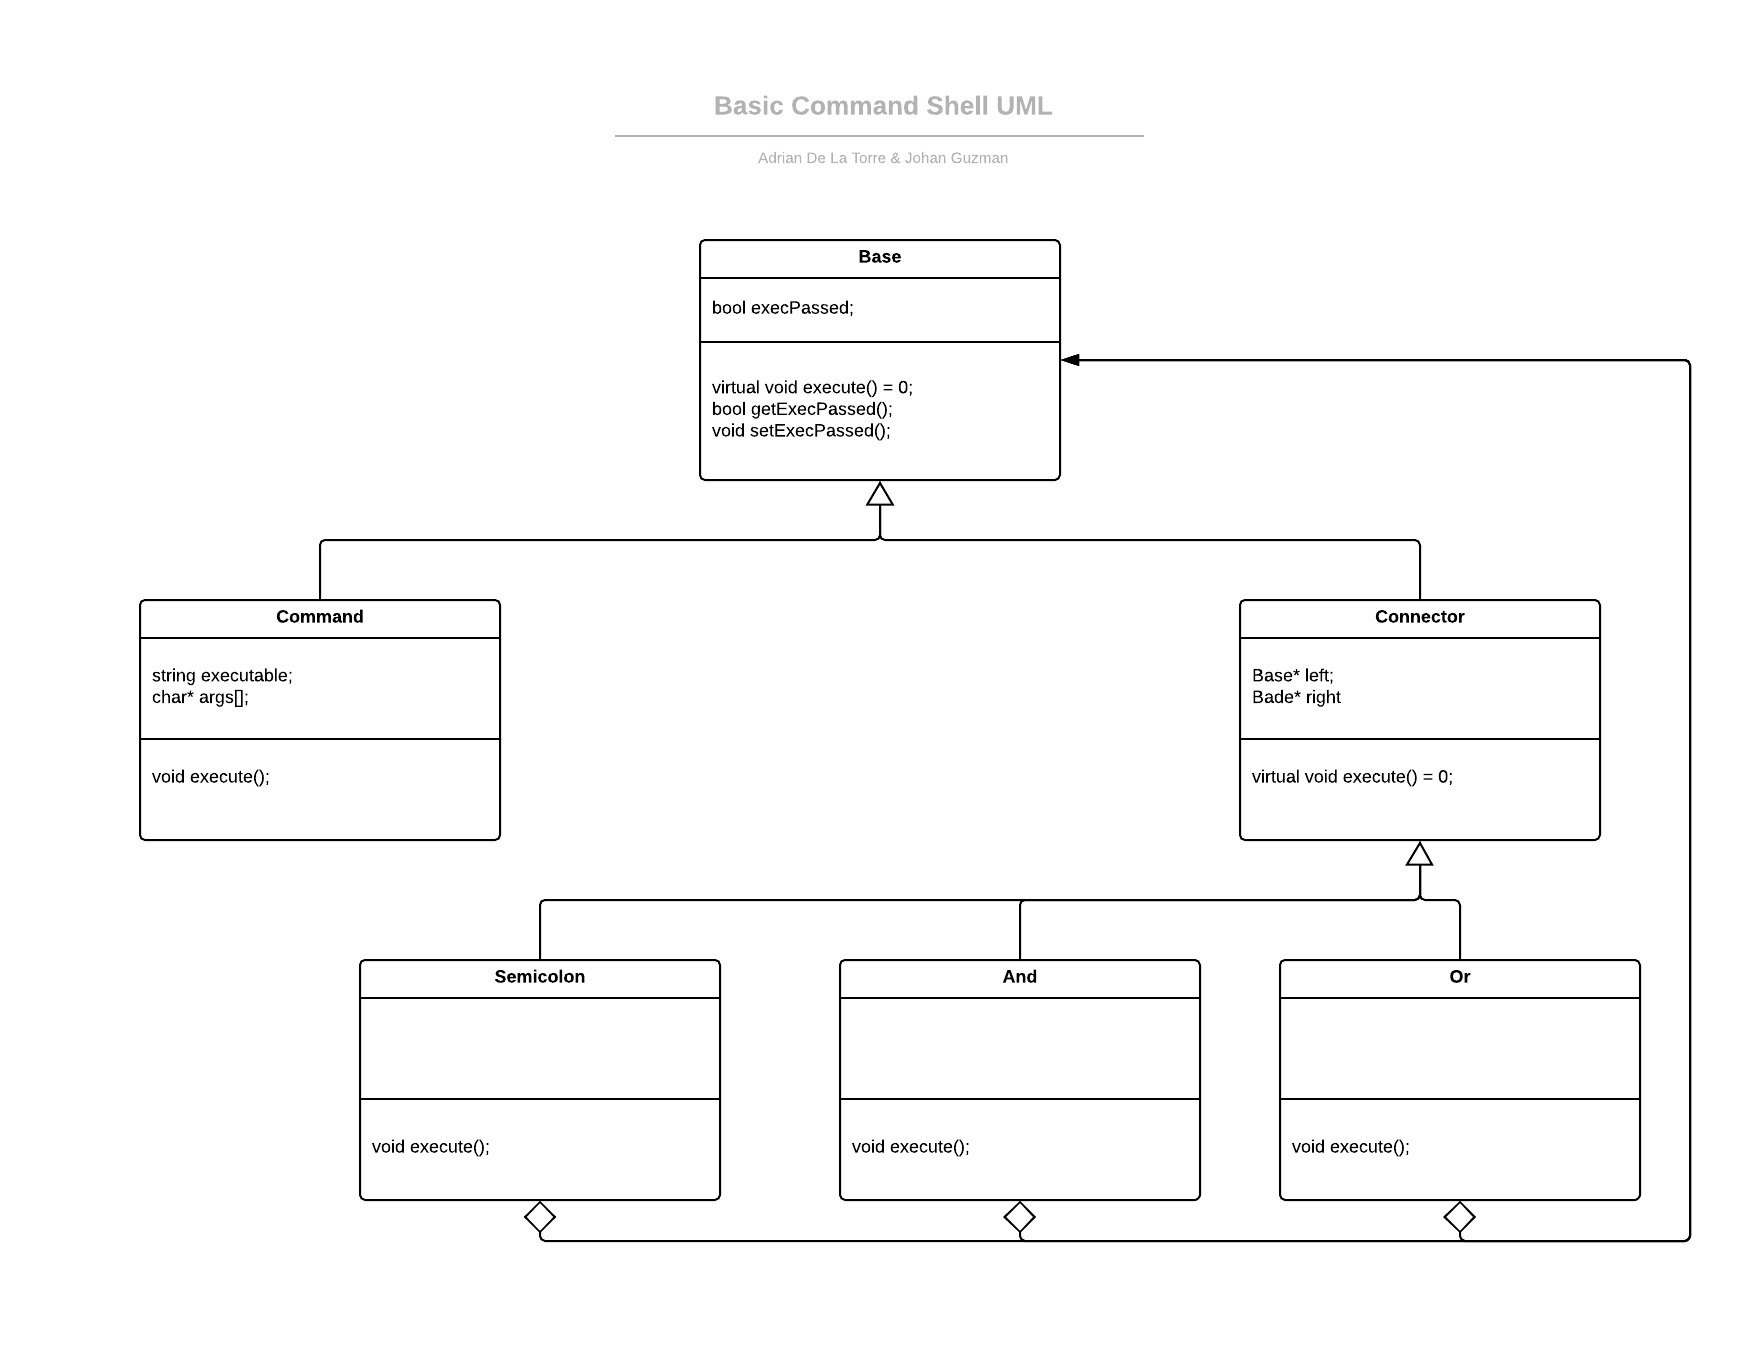 Basic Command Shell UML
Adrian De La Torre & Johan Guzman
Base
bool execPassed;
virtual void execute() = 0;
bool getExecPassed();
void setExecPassed();
Command
string executable;
char* args[];
void execute();
Connector
Base* left;
Bade* right
virtual void execute() = 0;
Semicolon
void execute();
And
void execute();
Or
void execute();